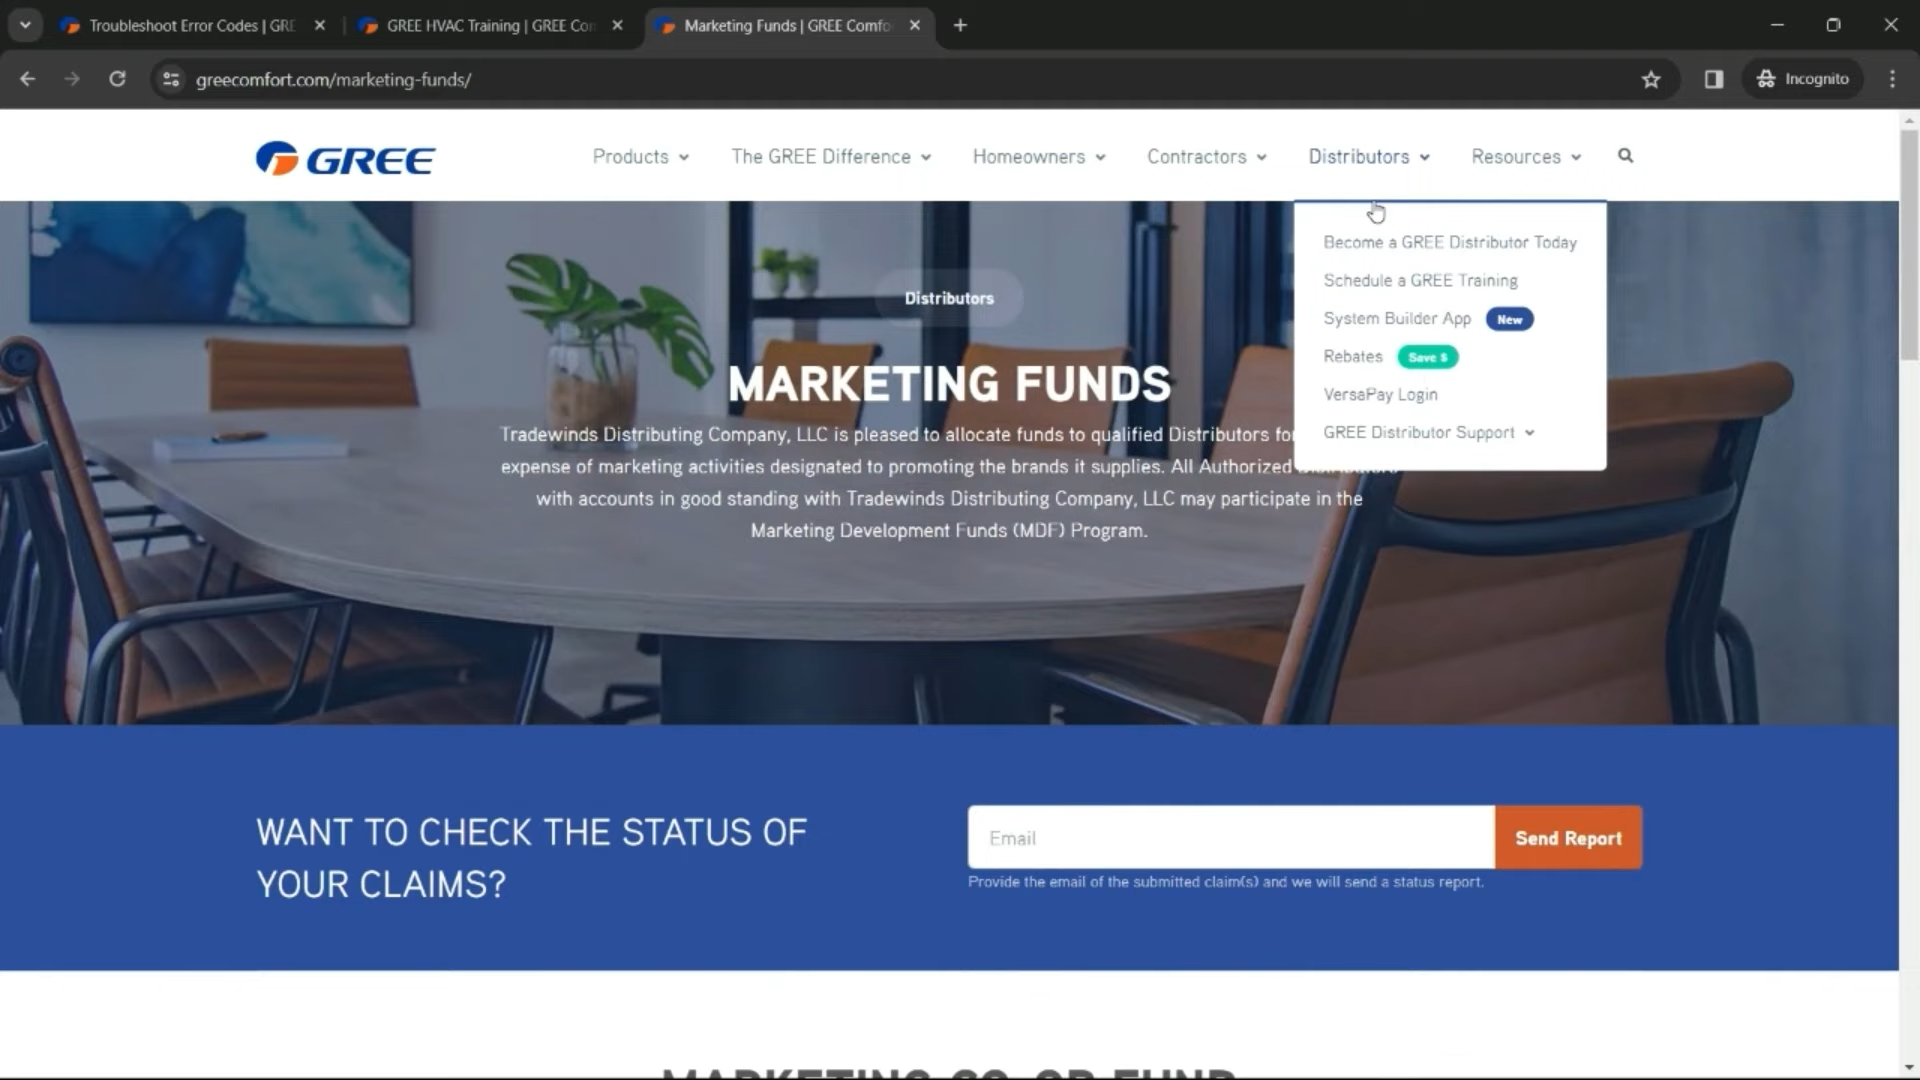 Troubleshoot Error Codes | GRE
GREE HVAC Training | GREE Co
Marketing Funds | GREE Comfo
greecomfort.com/marketing-funds/
Incognito
GREE
Products
The GREE Difference
Homeowners
Contractors
Distributors
Resources
Become a GREE Distributor Today
Schedule a GREE Training
System Builder App New
Rebates Save $
VersaPay Login
GREE Distributor Support
Distributors
MARKETING FUNDS
Tradewinds Distributing Company, LLC is pleased to allocate funds to qualified Distributors for
expense of marketing activities designated to promoting the brands it supplies. All Authorized
with accounts in good standing with Tradewinds Distributing Company, LLC may participate in the
Marketing Development Funds (MDF) Program.
WANT TO CHECK THE STATUS OF
YOUR CLAIMS?
Email
Send Report
Provide the email of the submitted claim(s) and we will send a status report.
MARKETING CO-OP FUND